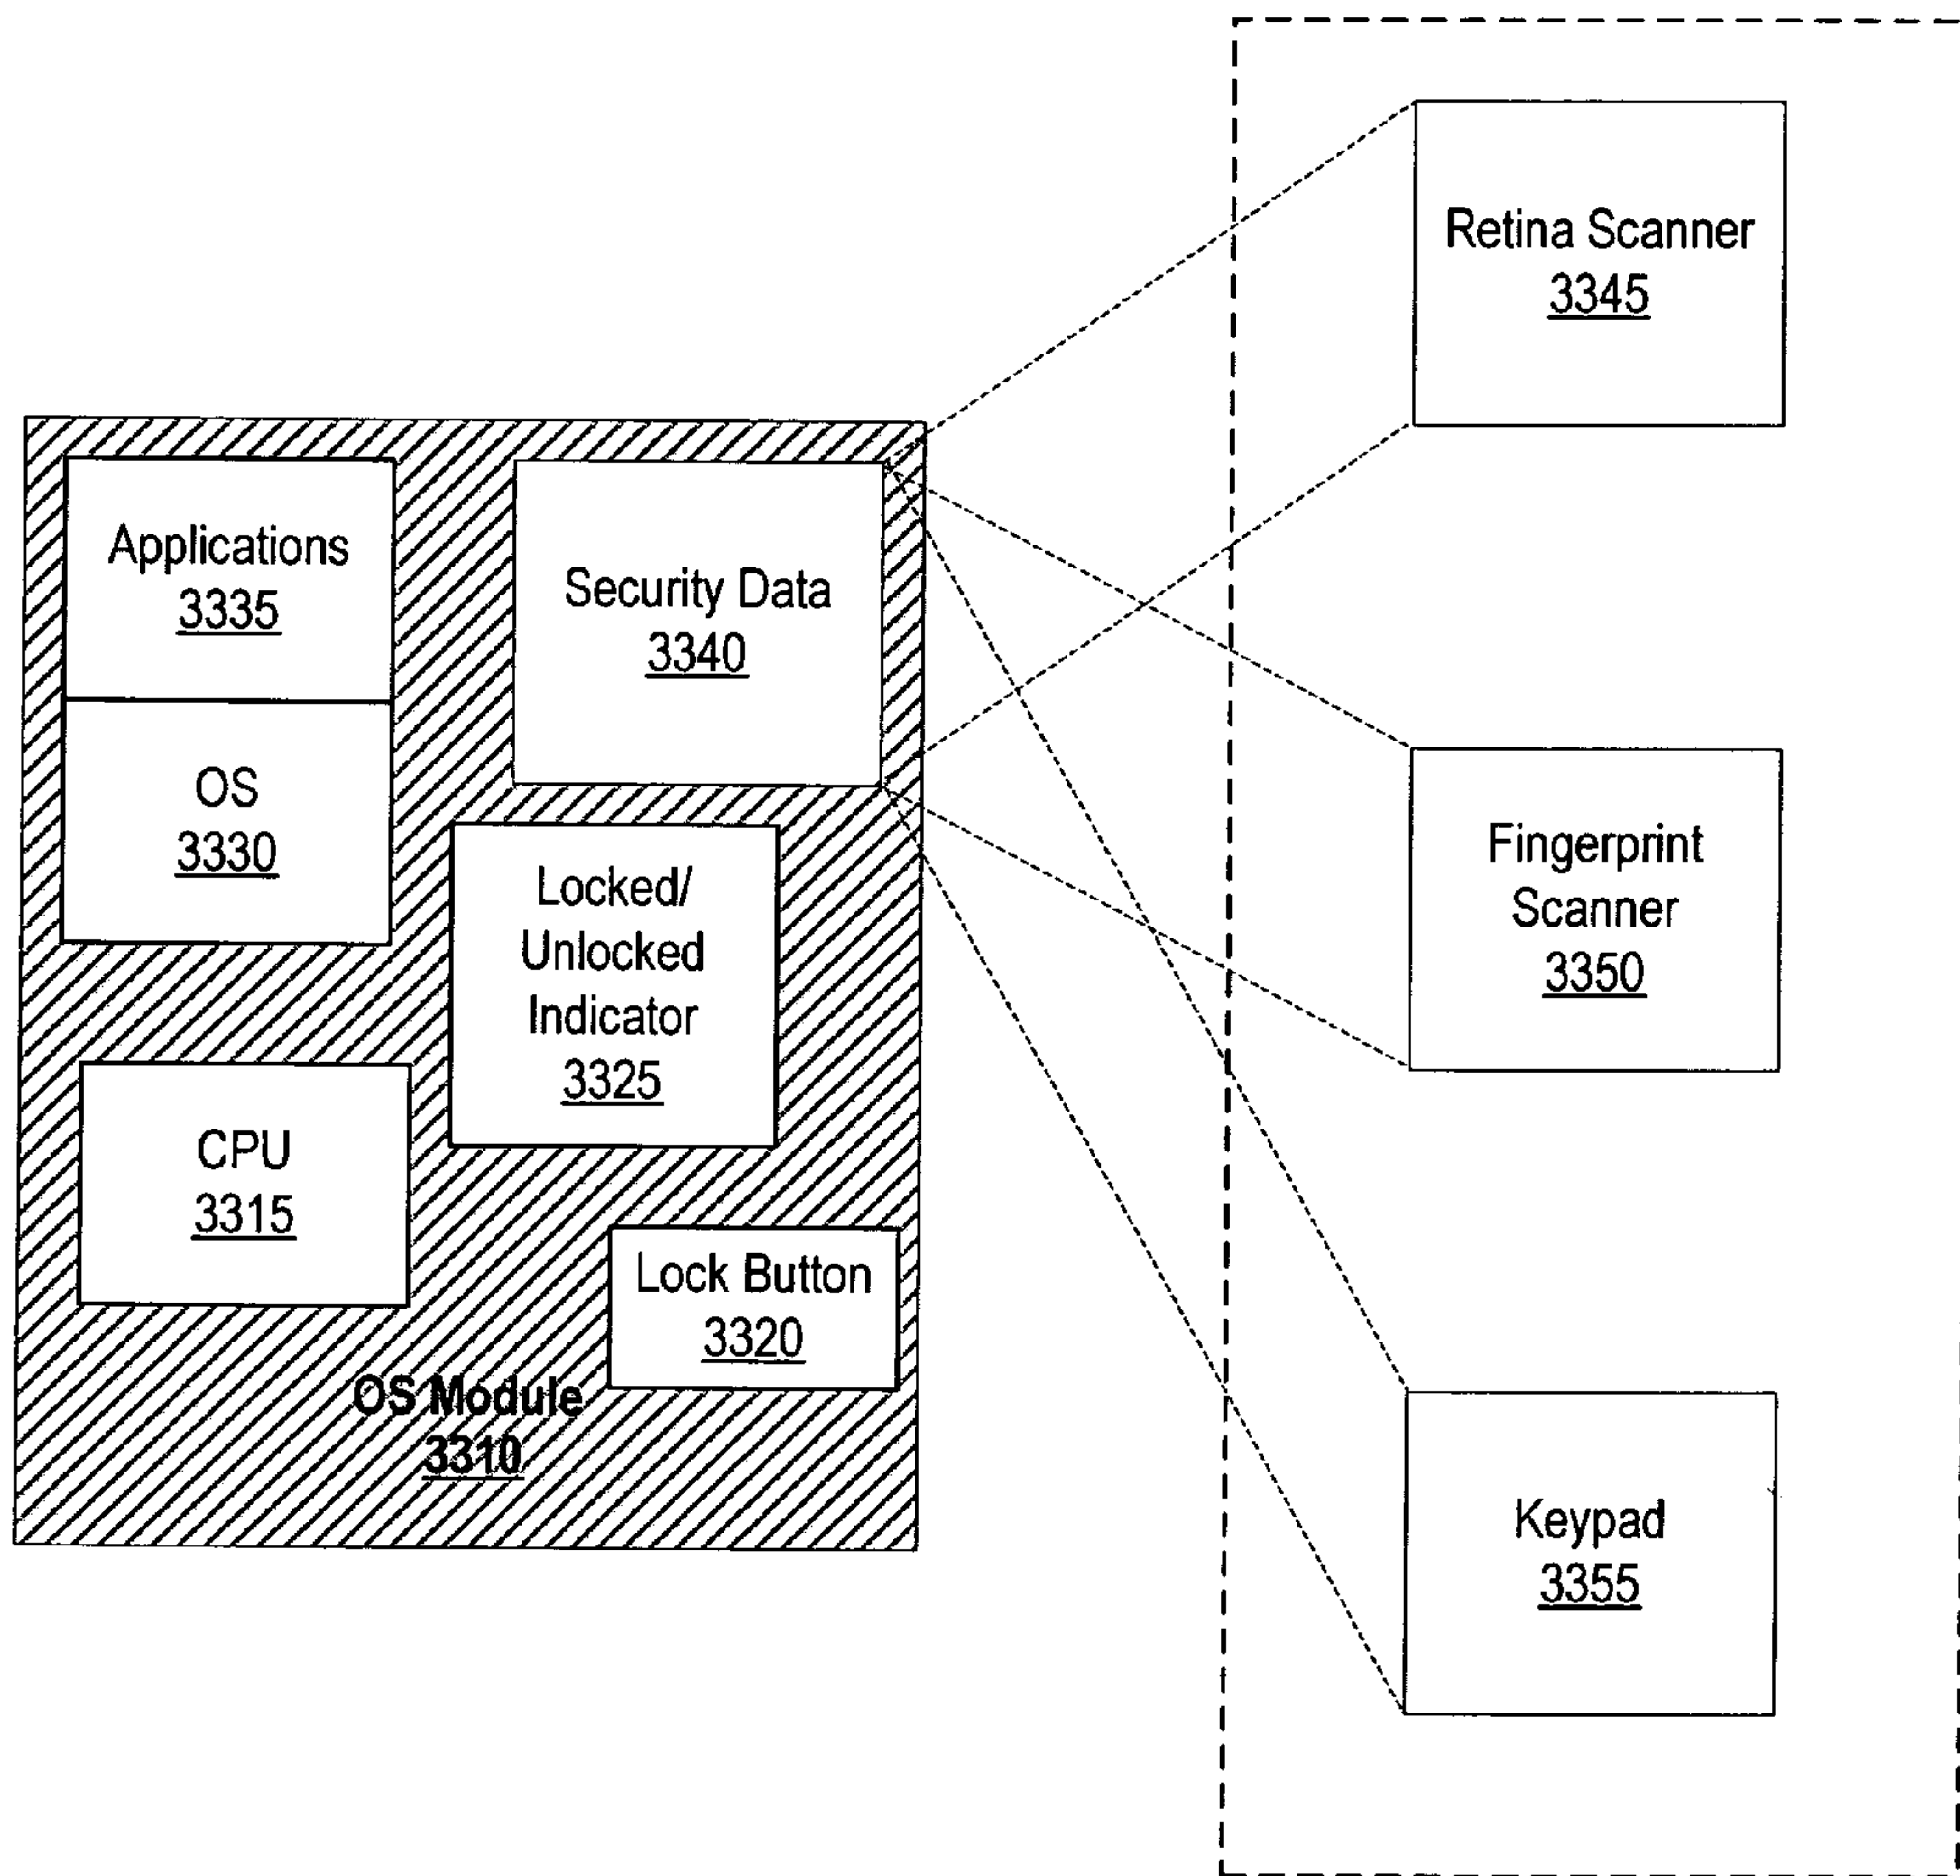 Applications
3335
OS
3330
CPU
3315
Security Data
3340
Locked/
Unlocked
Indicator
3325
Lock Button
3320
OS Module
3310
Retina Scanner
3345
Fingerprint
Scanner
3350
Keypad
3355